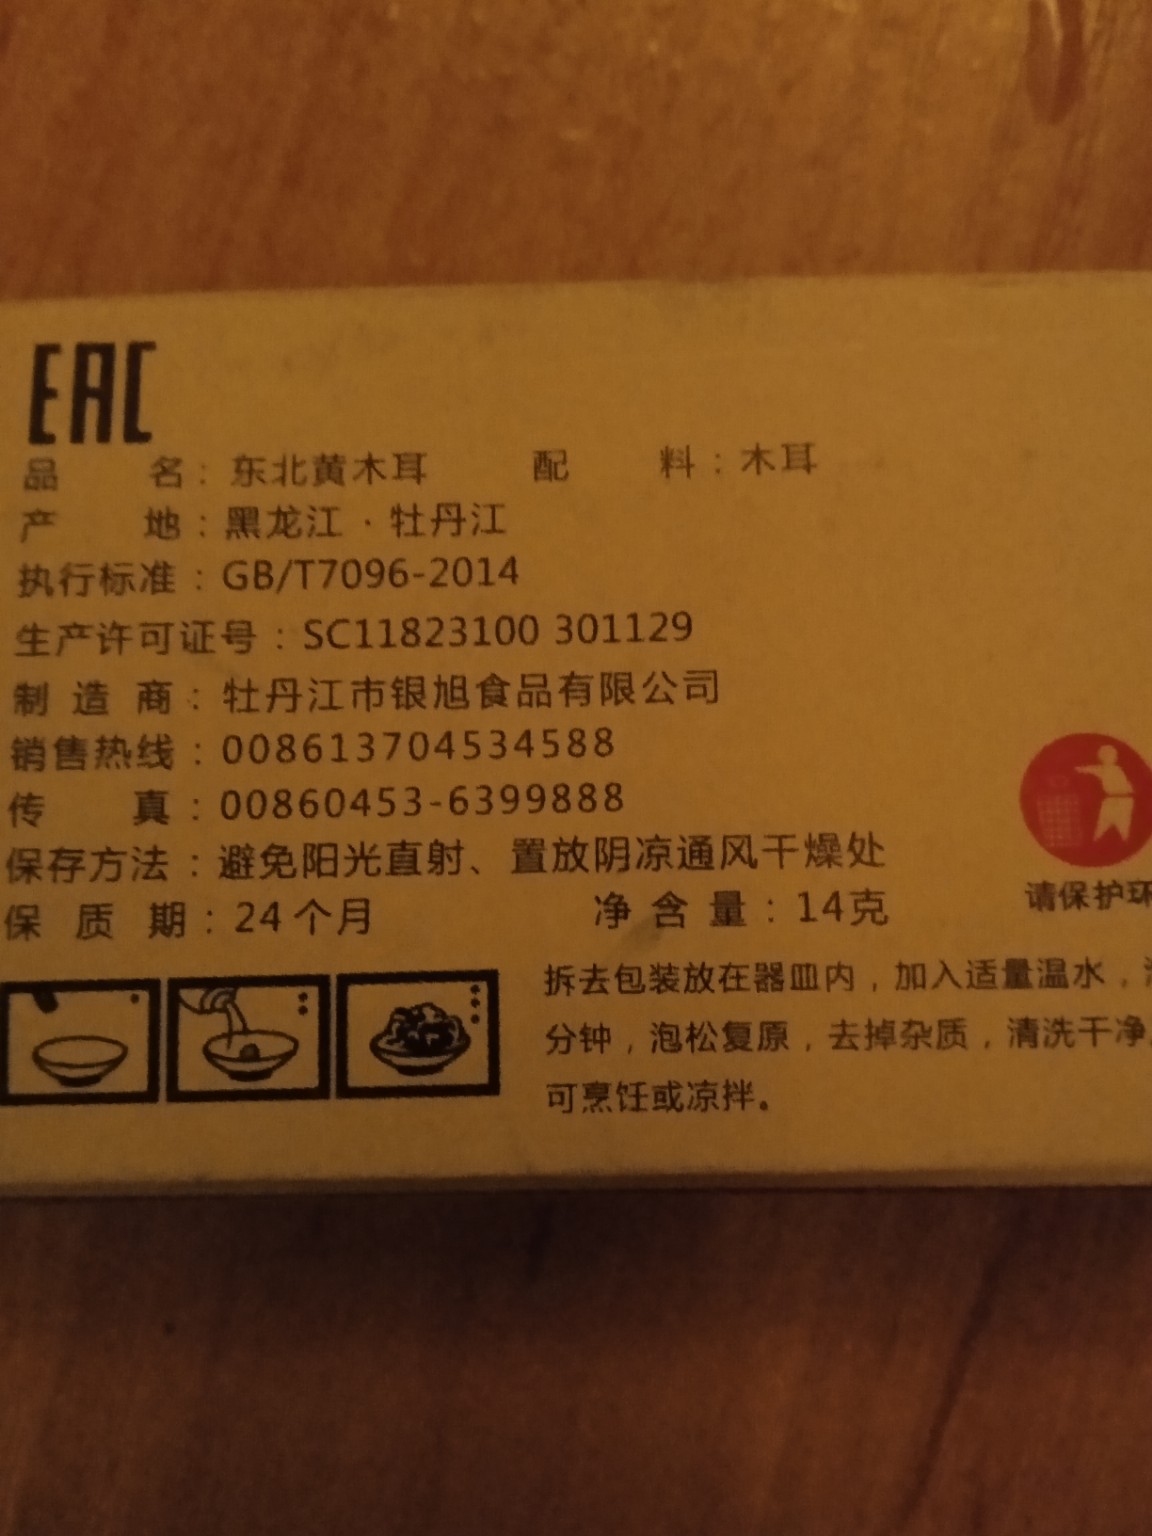 EAC
品 名：东北黄木耳 配 料：木耳
产 地：黑龙江·牡丹江
执行标准：GB/T7096-2014
生产许可证号：SC11823100 301129
制 造 商：牡丹江市银旭食品有限公司
销售热线：008613704534588
传 真：00860453-6399888
保存方法：避免阳光直射、置放阴凉通风干燥处
保 质 期：24个月 净 含 量：14克
请保护环
拆去包装放在器皿内，加入适量温水，
分钟，泡松复原，去掉杂质，清洗干净
可烹饪或凉拌。